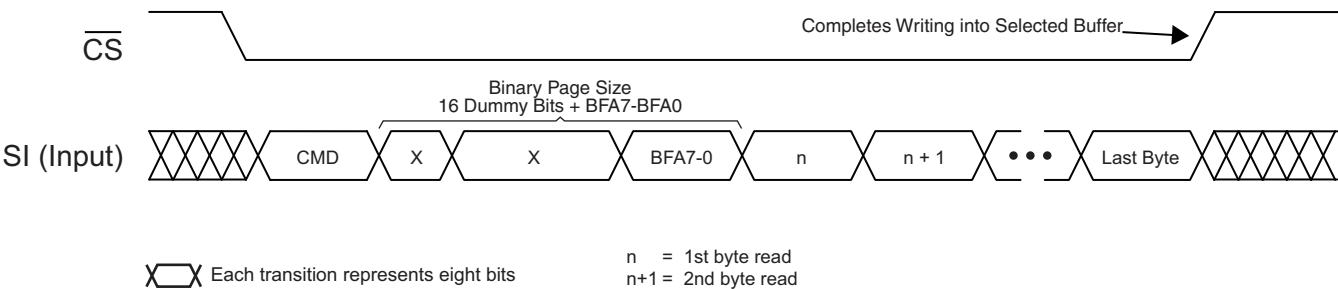 Completes Writing into Selected Buffer
CS
Binary Page Size
16 Dummy Bits + BFA7-BFA0
SI (Input)
CMD
X
X
BFA7-0
n
n + 1
• • •
Last Byte
Each transition represents eight bits
n = 1st byte read
n+1 = 2nd byte read